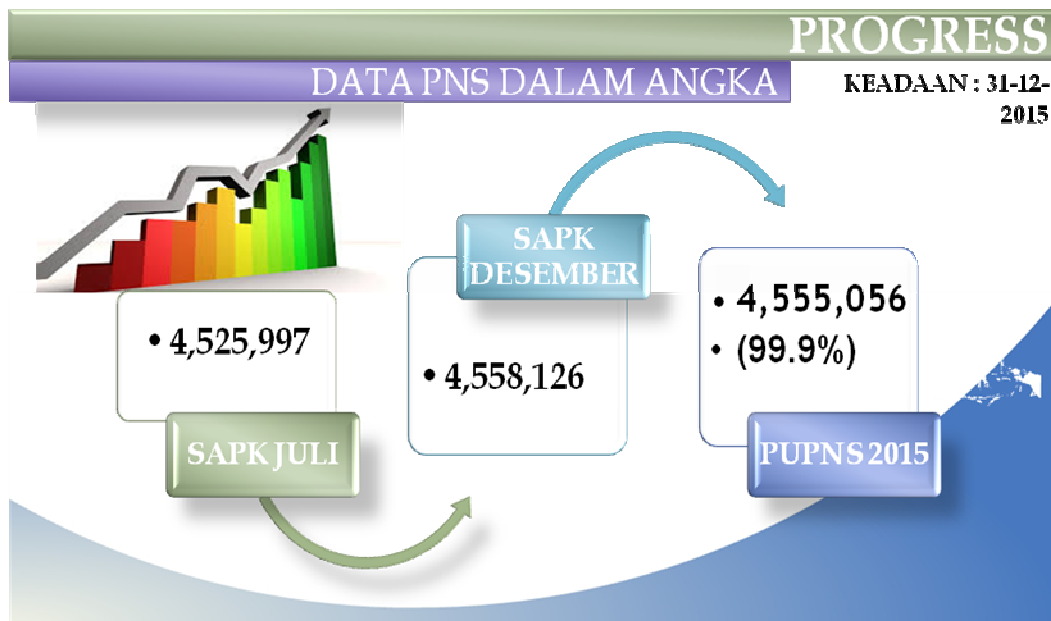 PROGRESS
DATA PNS DALAM ANGKA
KEADAAN : 31-12-
2015
• 4,525,997
SAPK JULI
SAPK
DESEMBER
• 4,558,126
• 4,555,056
• (99.9%)
PUPNS 2015